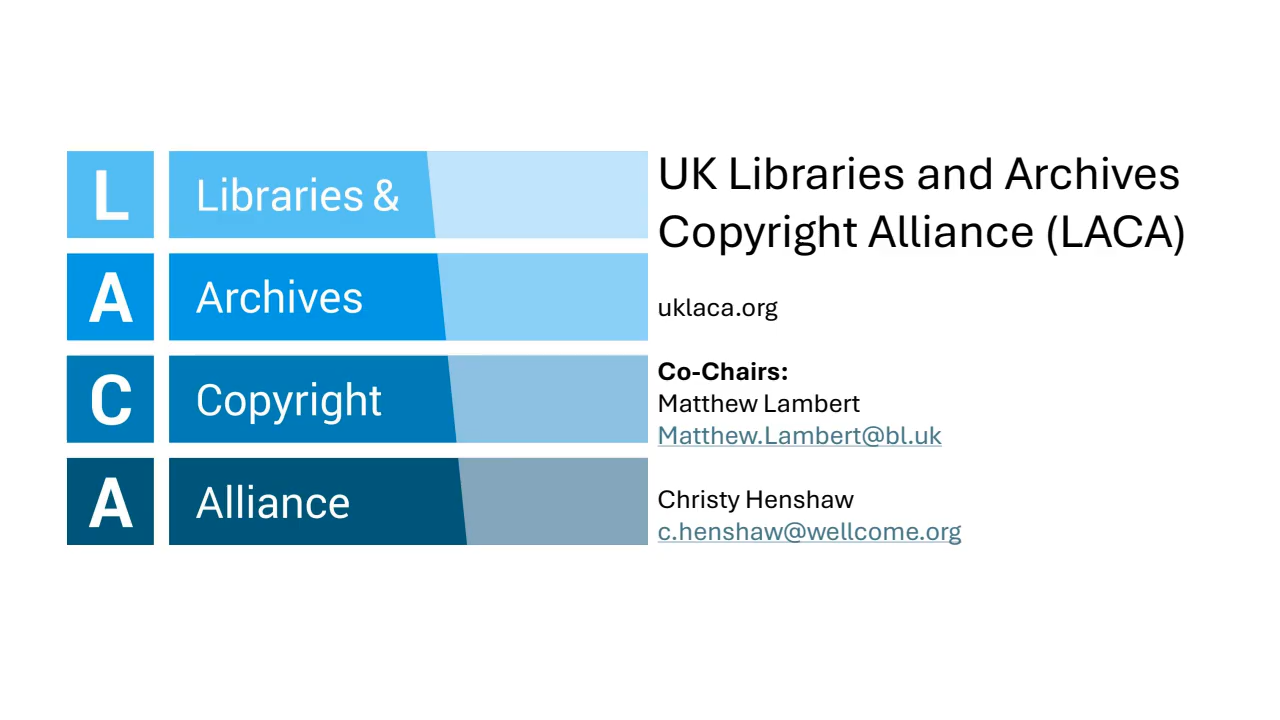 L Libraries &
A Archives
C Copyright
A Alliance
UK Libraries and Archives
Copyright Alliance (LACA)
uklaca.org
Co-Chairs:
Matthew Lambert
Matthew.Lambert@bl.uk
Christy Henshaw
c.henshaw@wellcome.org